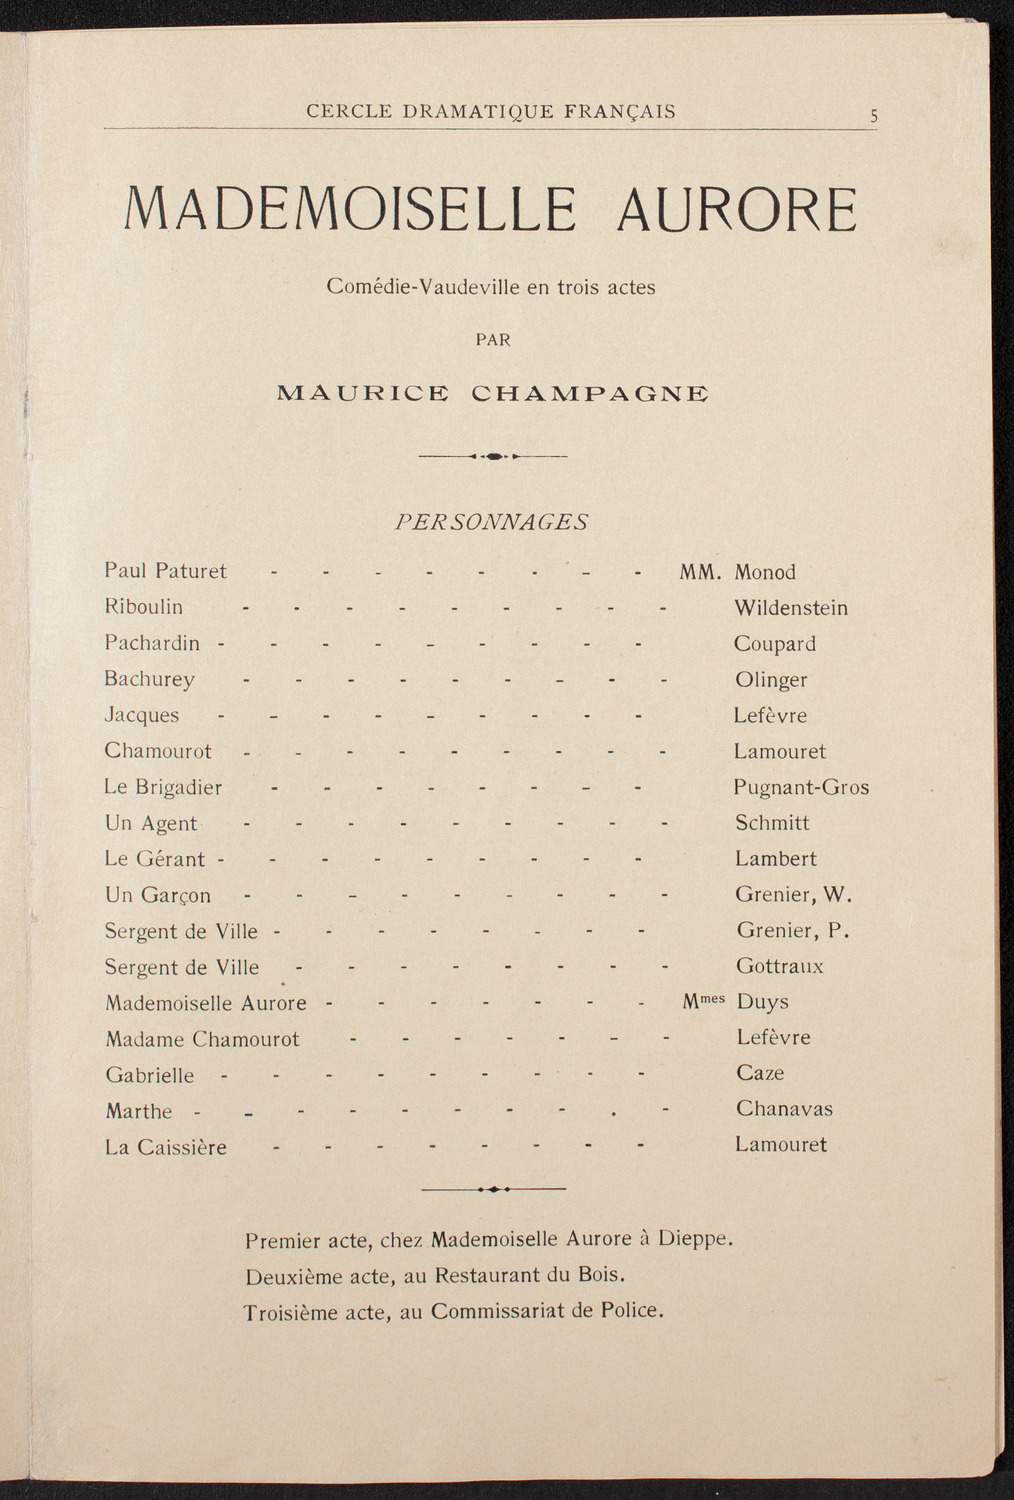 CERCLE DRAMATIQUE FRANÇAIS 5
MADEMOISELLE AURORE
Comédie-Vaudeville en trois actes
PAR
MAURICE CHAMPAGNE
PERSONNAGES
Paul Paturet - - - - - - - - MM. Monod
Riboulin - - - - - - - - - Wildenstein
Pachardin - - - - - - - - - Coupard
Bachurey - - - - - - - - - Olinger
Jacques - - - - - - - - - Lefèvre
Chamourot - - - - - - - - - Lamouret
Le Brigadier - - - - - - - - Pugnant-Gros
Un Agent - - - - - - - - - Schmitt
Le Gérant - - - - - - - - - Lambert
Un Garçon - - - - - - - - - Grenier, W.
Sergent de Ville - - - - - - - - Grenier, P.
Sergent de Ville - - - - - - - - Gottraux
Mademoiselle Aurore - - - - - - - Mmes Duys
Madame Chamourot - - - - - - - Lefèvre
Gabrielle - - - - - - - - - Caze
Marthe - - - - - - - - . - Chanavas
La Caissière - - - - - - - - Lamouret
Premier acte, chez Mademoiselle Aurore à Dieppe.
Deuxième acte, au Restaurant du Bois.
Troisième acte, au Commissariat de Police.